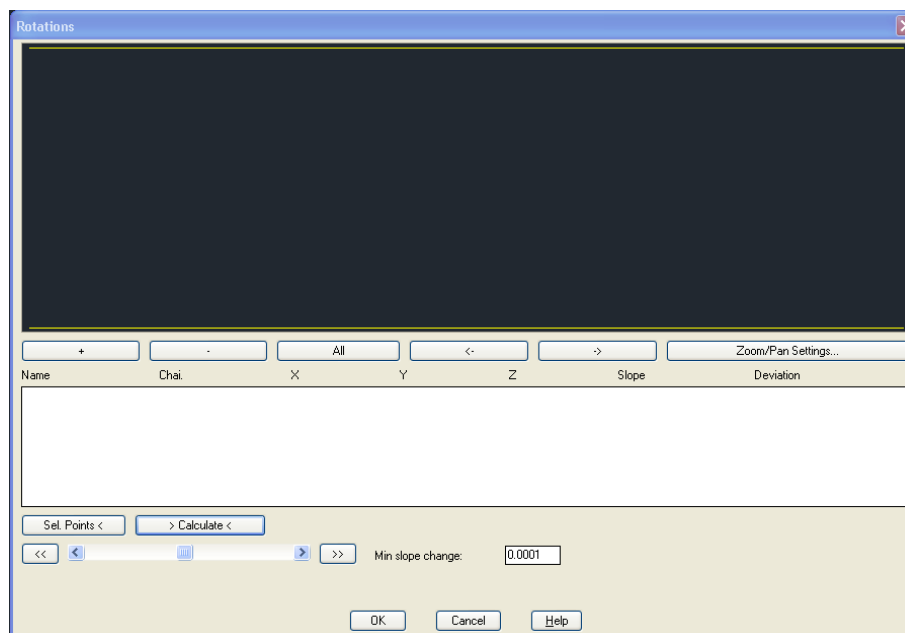 Rotations
+ - All <- -> Zoom/Pan Settings...
Name Chai. X Y Z Slope Deviation
Sel. Points < > Calculate <
<< >> Min slope change: 0.0001
OK Cancel Help